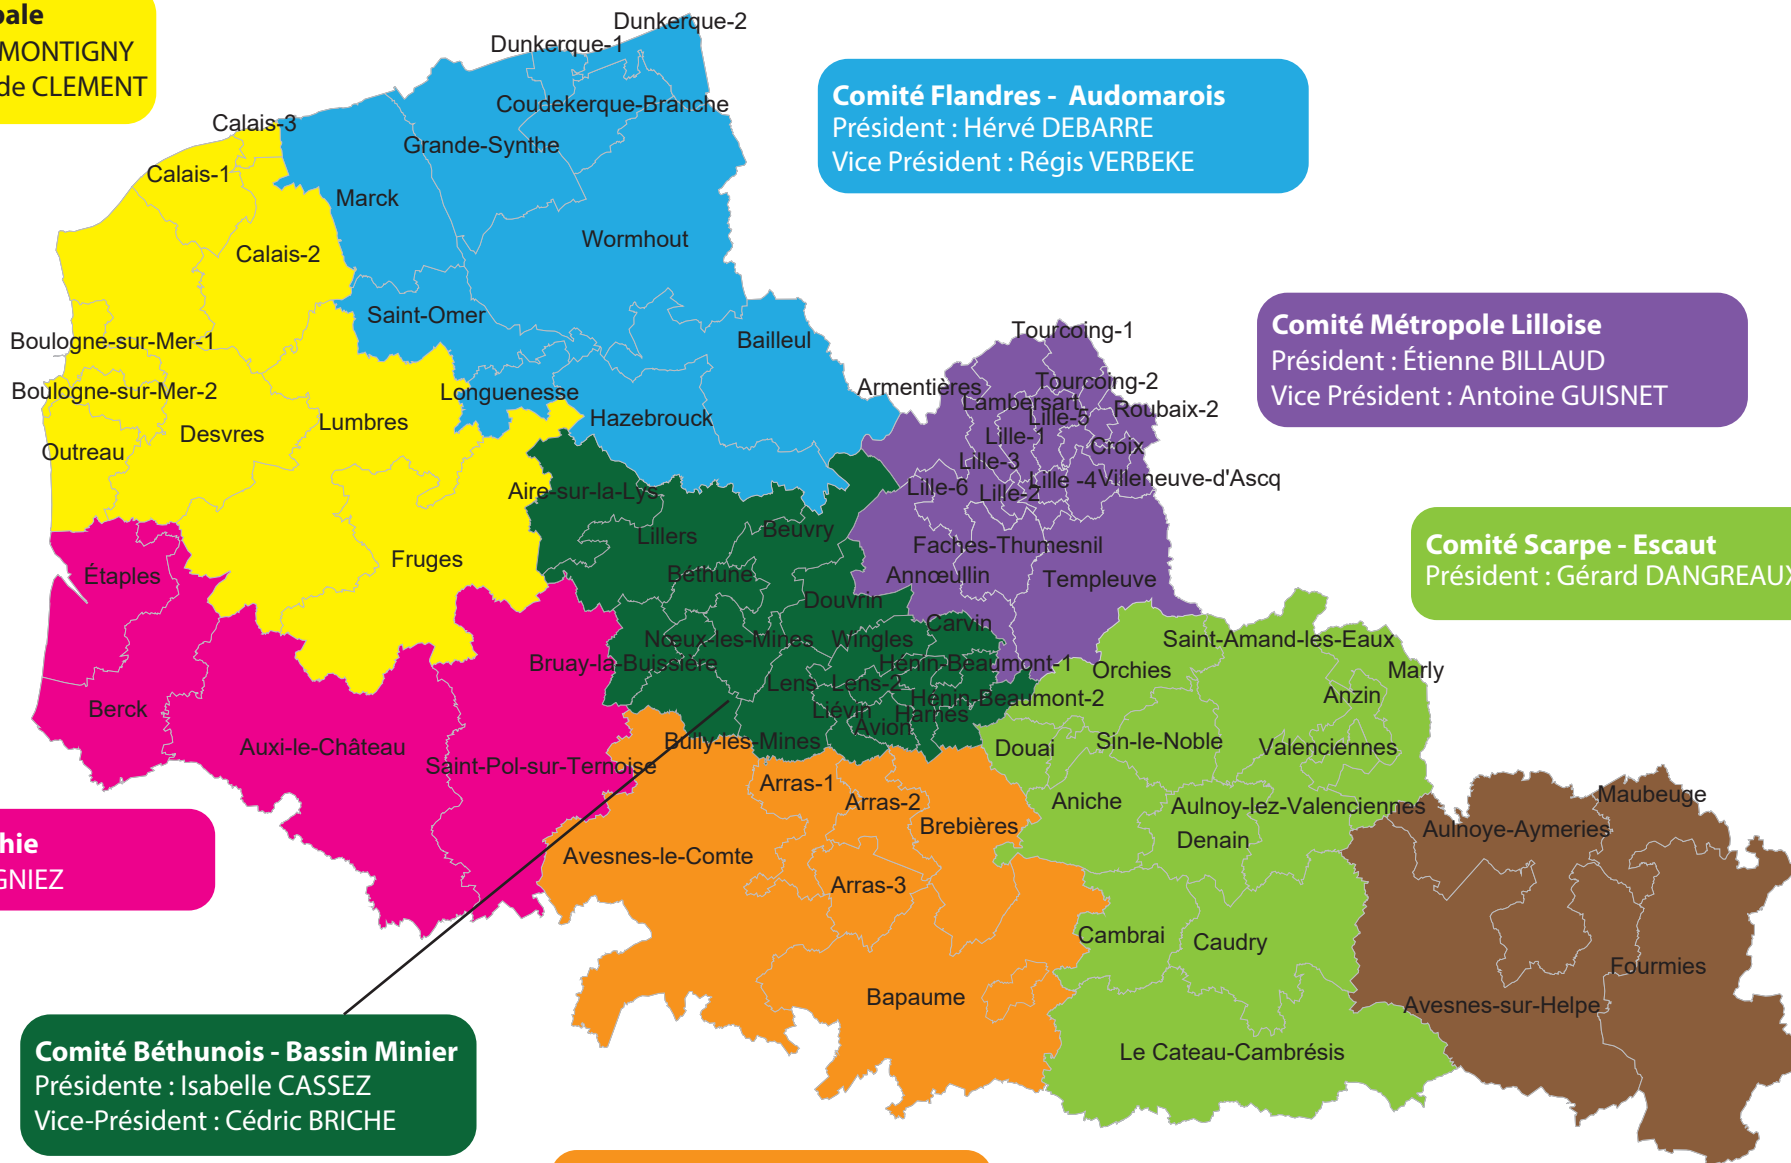 pale
MONTIGNY
de CLEMENT
Dunkerque-2
Dunkerque-1
Coudekerque-Branche
Calais-3
Grande-Synthe
Calais-1
Marck
Calais-2
Wormhout
Comité Flandres - Audomarois
Président : Hérvé DEBARRE
Vice Président : Régis VERBEKE
Saint-Omer
Boulogne-sur-Mer-1
Bailleul
Boulogne-sur-Mer-2
Longuenesse
Lumbres
Hazebrouck
Desvres
Outreau
Comité Métropole Lilloise
Président : Étienne BILLAUD
Vice Président : Antoine GUISNET
Tourcoing-1
Armentières
Tourcoing-2
Lambersart
Lille-5
Roubaix-2
Lille-1
Croix
Lille-3
Lille-6
Lille-2
Lille -4
Villeneuve-d'Ascq
Aire-sur-la-Lys
Lillers
Beuvry
Faches-Thumesnil
Fruges
Étaples
Béthune
Annœullin
Templeuve
Comité Scarpe - Escaut
Président : Gérard DANGREAUX
Douvrin
Carvin
Nœux-les-Mines
Wingles
Saint-Amand-les-Eaux
Bruay-la-Buissière
Hénin-Beaumont-1
Orchies
Marly
Lens
Lens-2
Hénin-Beaumont-2
Anzin
Berck
Liévin
Harnes
Avion
Auxi-le-Château
Bully-les-Mines
Douai
Sin-le-Noble
Valenciennes
Saint-Pol-sur-Ternoise
Arras-1
Arras-2
Aniche
Aulnoy-lez-Valenciennes
Maubeuge
Brebières
Denain
Aulnoye-Aymeries
hie
GNIEZ
Avesnes-le-Comte
Arras-3
Cambrai
Caudry
Bapaume
Fourmies
Avesnes-sur-Helpe
Le Cateau-Cambrésis
Comité Béthunois - Bassin Minier
Présidente : Isabelle CASSEZ
Vice-Président : Cédric BRICHE